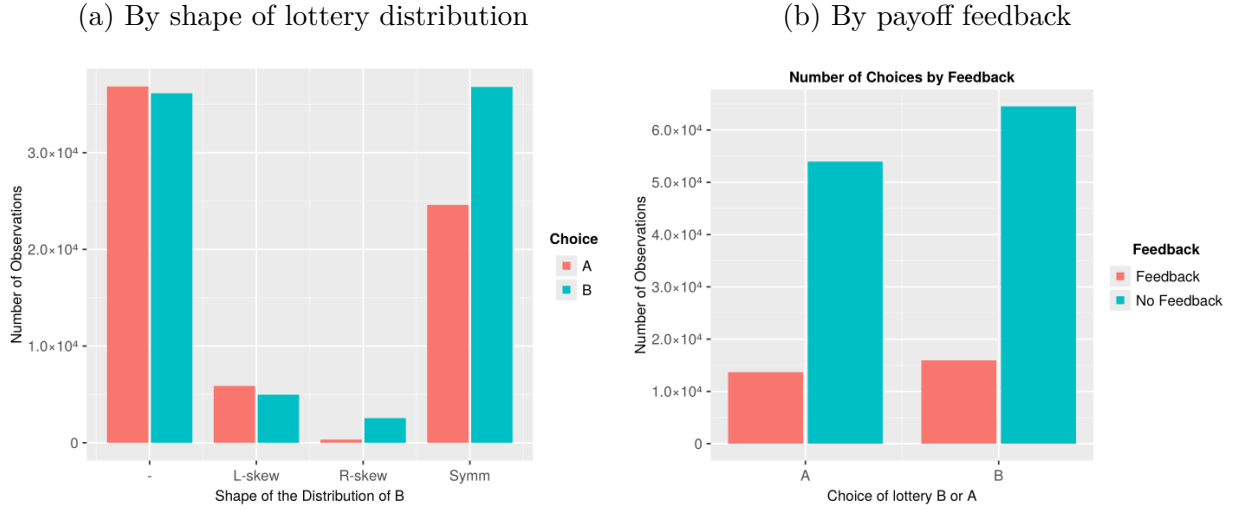 (a) By shape of lottery distribution
Number of Observations
3.0×10⁴
2.0×10⁴
1.0×10⁴
0
-
L-skew
R-skew
Symm
Shape of the Distribution of B
Choice
A
B
(b) By payoff feedback
Number of Choices by Feedback
Number of Observations
6.0×10⁴
5.0×10⁴
4.0×10⁴
3.0×10⁴
2.0×10⁴
1.0×10⁴
0
A
B
Choice of lottery B or A
Feedback
Feedback
No Feedback